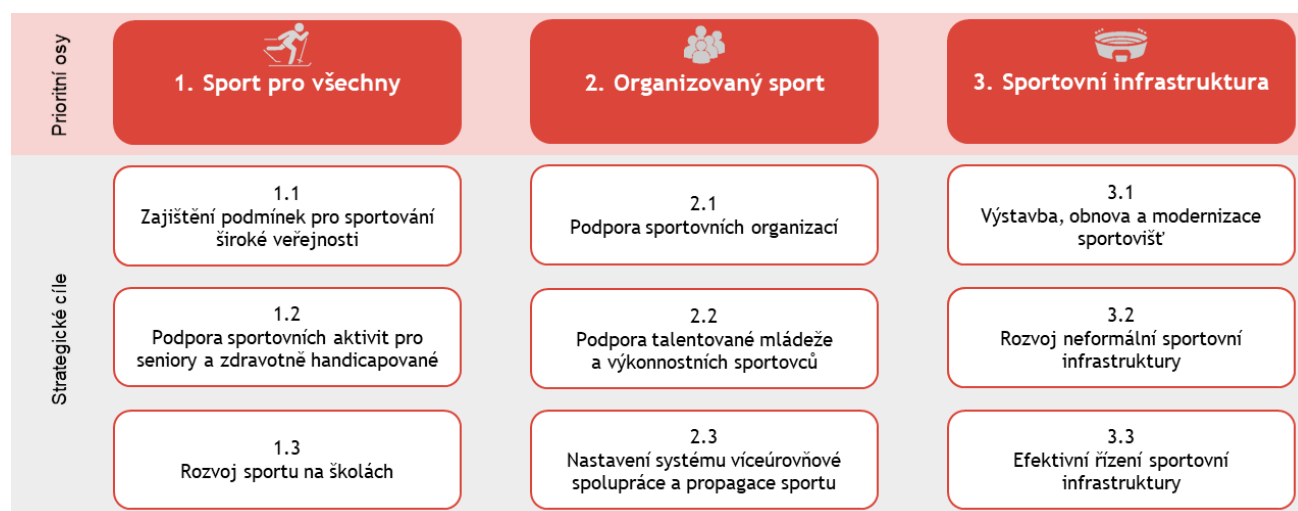 Prioritní osy
1. Sport pro všechny
2. Organizovaný sport
3. Sportovní infrastruktura
Strategické cíle
1.1
Zajištění podmínek pro sportování
široké veřejnosti
2.1
Podpora sportovních organizací
3.1
Výstavba, obnova a modernizace
sportovišť
1.2
Podpora sportovních aktivit pro
seniory a zdravotně handicapované
2.2
Podpora talentované mládeže
a výkonnostních sportovců
3.2
Rozvoj neformální sportovní
infrastruktury
1.3
Rozvoj sportu na školách
2.3
Nastavení systému víceúrovňové
spolupráce a propagace sportu
3.3
Efektivní řízení sportovní
infrastruktury